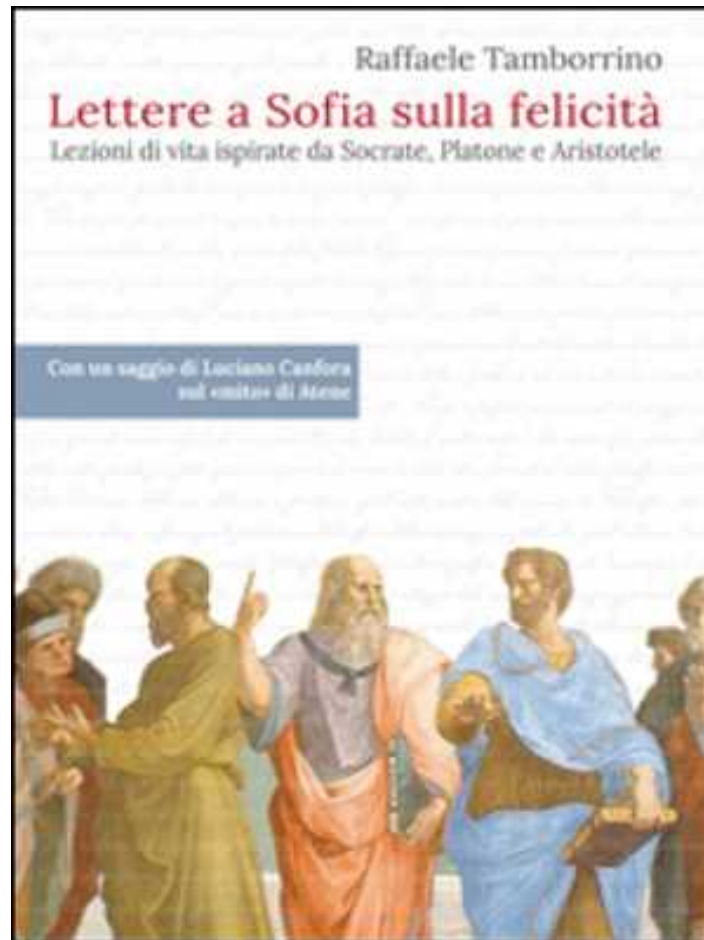 Raffaele Tamborrino
Lettere a Sofia sulla felicità
Lezioni di vita ispirate da Socrate, Platone e Aristotele
Con un saggio di Luciano Canfora
sul «mito» di Atene